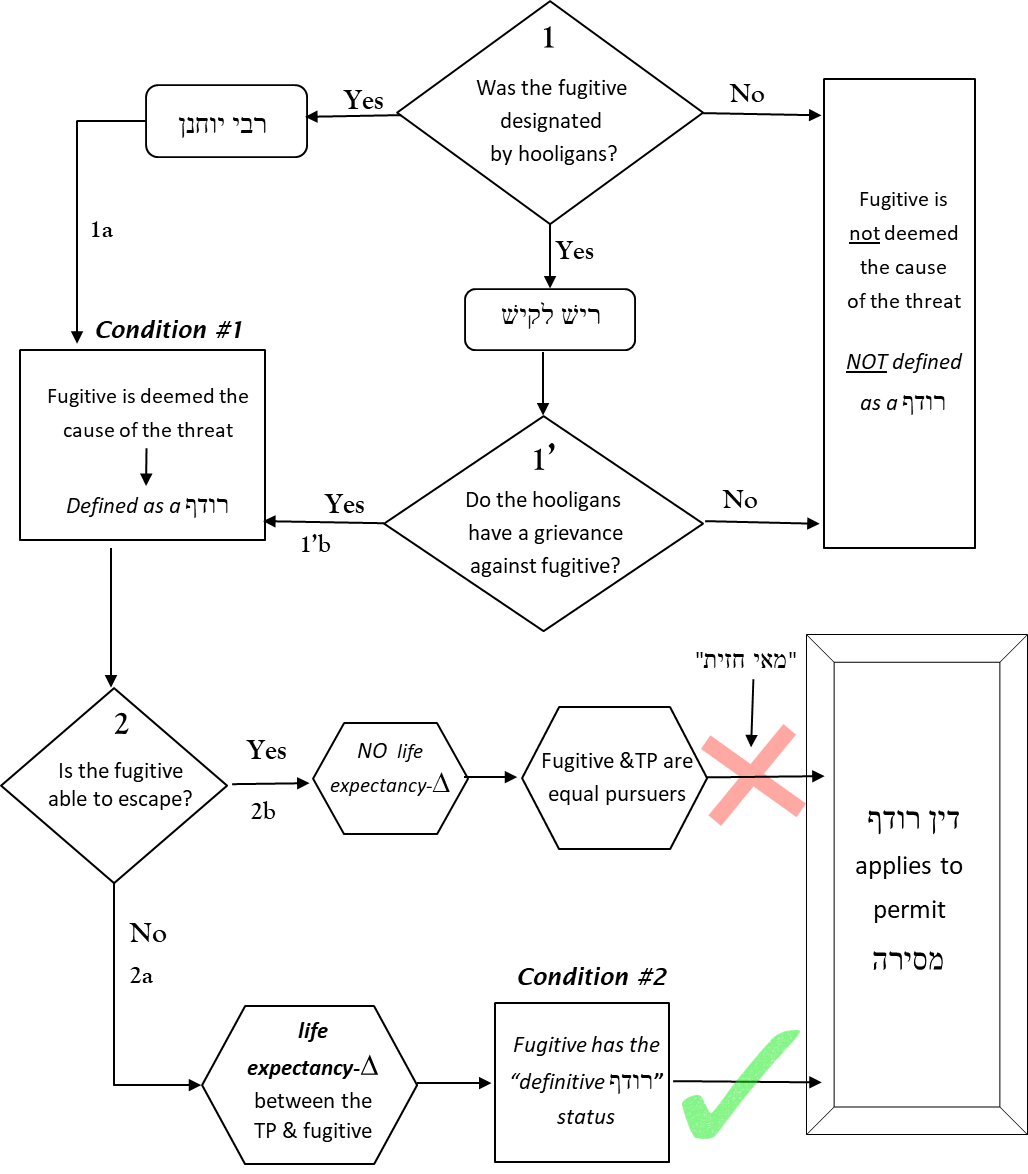 1
Was the fugitive
designated
by hooligans?
Yes
No
רבי יוחנן
1a
Yes
ריש לקיש
Fugitive is
not deemed
the cause
of the threat
NOT defined
as a רודף
Condition #1
Fugitive is deemed the
cause of the threat
Defined as a רודף
1’
Do the hooligans
have a grievance
against fugitive?
Yes
1’b
No
2
Is the fugitive
able to escape?
Yes
2b
NO life
expectancy-Δ
Fugitive &TP are
equal pursuers
"מאי חזית"
דין רודף
applies to
permit
מסירה
No
2a
life
expectancy-Δ
between the
TP & fugitive
Condition #2
Fugitive has the
“definitive רודף”
status